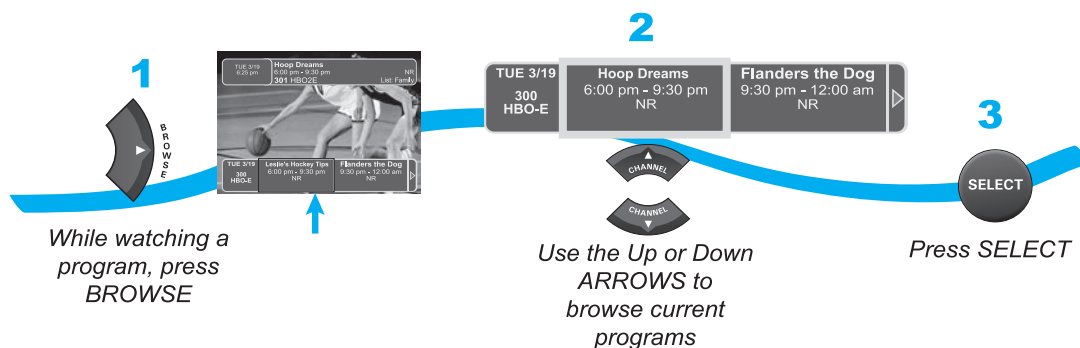 1
BROWSE
TUE 3/19
6:25 pm
Hoop Dreams
6:00 pm - 9:30 pm
NR
301 HBO2E
List: Family
TUE 3/19
300
HBO-E
Leslie's Hockey Tips
6:00 pm - 9:30 pm
NR
Flanders the Dog
9:30 pm - 12:00 am
NR
While watching a
program, press
BROWSE
2
TUE 3/19
300
HBO-E
Hoop Dreams
6:00 pm - 9:30 pm
NR
Flanders the Dog
9:30 pm - 12:00 am
NR
CHANNEL
CHANNEL
Use the Up or Down
ARROWS to
browse current
programs
3
SELECT
Press SELECT